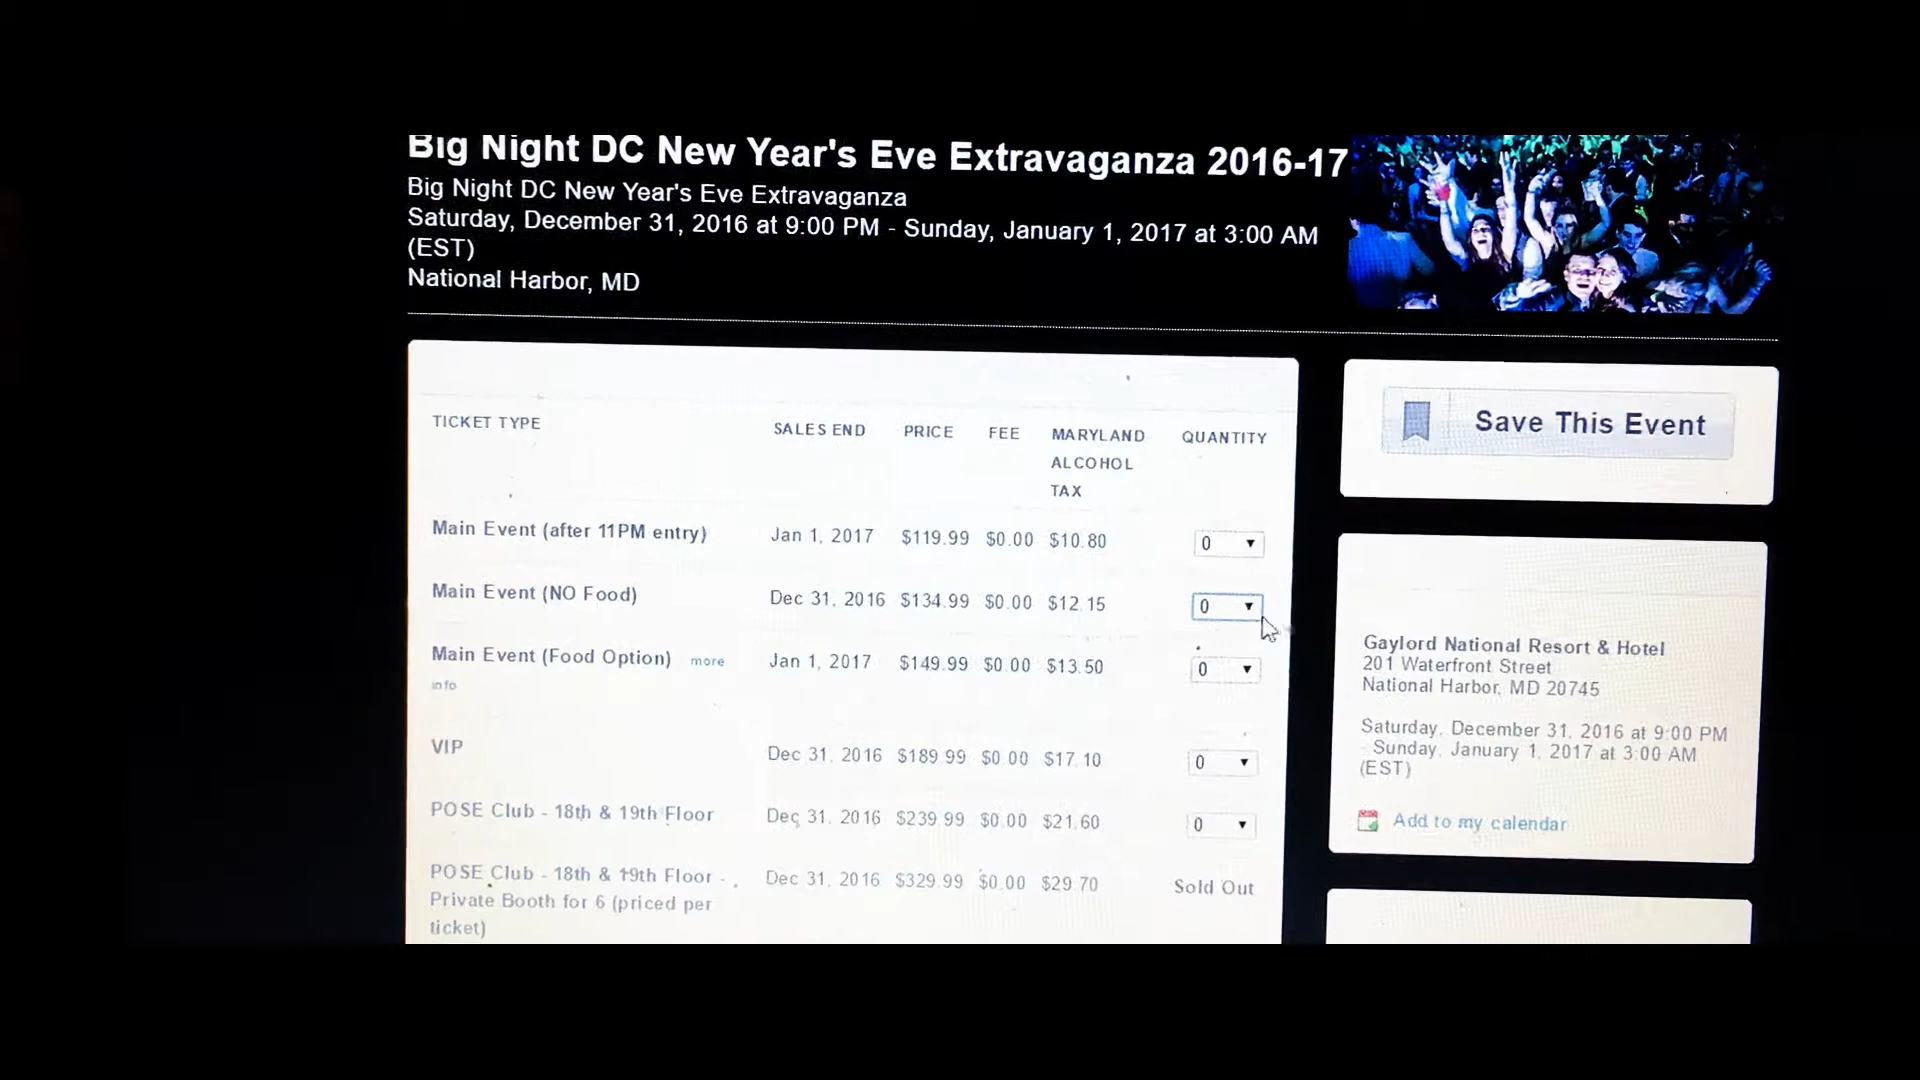 Big Night DC New Year's Eve Extravaganza 2016-17
Big Night DC New Year's Eve Extravaganza
Saturday, December 31, 2016 at 9:00 PM - Sunday, January 1, 2017 at 3:00 AM
(EST)
National Harbor, MD
TICKET TYPE SALES END PRICE FEE MARYLAND ALCOHOL TAX QUANTITY
Main Event (after 11PM entry) Jan 1, 2017 $119.99 $0.00 $10.80 0
Main Event (NO Food) Dec 31, 2016 $134.99 $0.00 $12.15 0
Main Event (Food Option) more info Jan 1, 2017 $149.99 $0.00 $13.50 0
VIP Dec 31, 2016 $189.99 $0.00 $17.10 0
POSE Club - 18th & 19th Floor Dec 31, 2016 $239.99 $0.00 $21.60 0
POSE Club - 18th & 19th Floor - Dec 31, 2016 $329.99 $0.00 $29.70 Sold Out
Private Booth for 6 (priced per
ticket)
Save This Event
Gaylord National Resort & Hotel
201 Waterfront Street
National Harbor, MD 20745
Saturday, December 31, 2016 at 9:00 PM
- Sunday, January 1, 2017 at 3:00 AM
(EST)
Add to my calendar